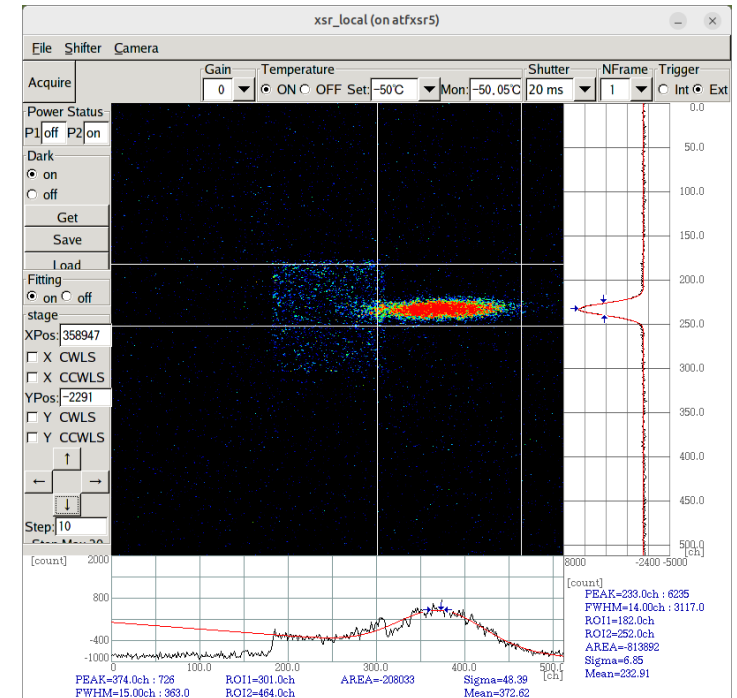 xsr_local (on atfxsr5)
File Shifter Camera
Acquire
Gain
0
Temperature
ON OFF Set: -50℃ Mon: -50.05℃
Shutter
20 ms
NFrame
1
Trigger
Int Ext
Power Status
P1 off P2 on
Dark
on
off
Get
Save
Load
Fitting
on off
stage
XPos: 358947
X CWLS
X CCWLS
YPos: -2291
Y CWLS
Y CCWLS
↑
← →
↓
Step: 10
0.0
50.0
100.0
150.0
200.0
250.0
300.0
350.0
400.0
450.0
500.0
[ch]
8000 -2400 -5000
[count]
PEAK=233.0ch : 6235
FWHM=14.00ch : 3117.0
ROI1=182.0ch
ROI2=252.0ch
AREA=-813892
Sigma=6.85
Mean=232.91
[count] 2000
800
-400
-1000
0 100.0 200.0 300.0 400.0 500.0
[ch]
PEAK=374.0ch : 726 ROI1=301.0ch AREA=-208033 Sigma=48.39
FWHM=15.00ch : 363.0 ROI2=464.0ch Mean=372.62